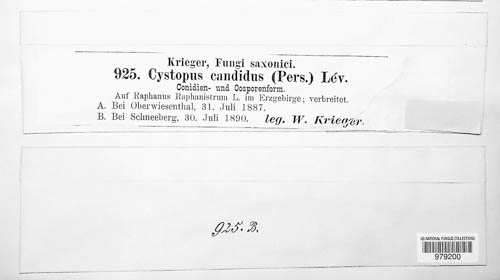 Krieger, Fungi saxonici.
925. Cystopus candidus (Pers.) Lév.
Conidien- und Oosporenform.
Auf Raphanus Raphanistrum L. im Erzgebirge; verbreitet.
A. Bei Oberwiesenthal, 31. Juli 1887.
B. Bei Schneeberg, 30. Juli 1890. leg. W. Krieger.
925. B.
US NATIONAL FUNGUS COLLECTIONS
979200